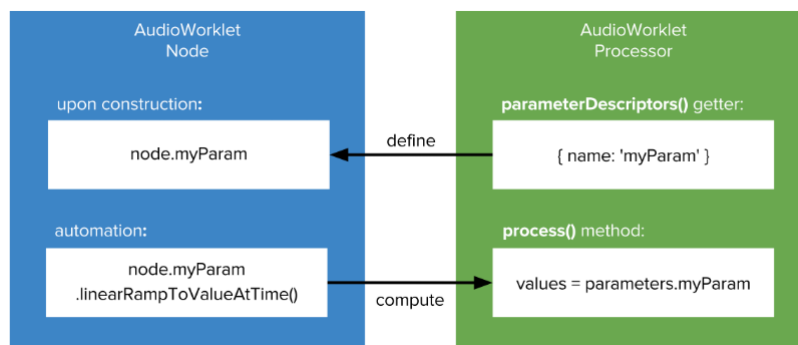 AudioWorklet
Node
upon construction:
node.myParam
automation:
node.myParam
.linearRampToValueAtTime()
define
compute
AudioWorklet
Processor
parameterDescriptors() getter:
{ name: 'myParam' }
process() method:
values = parameters.myParam